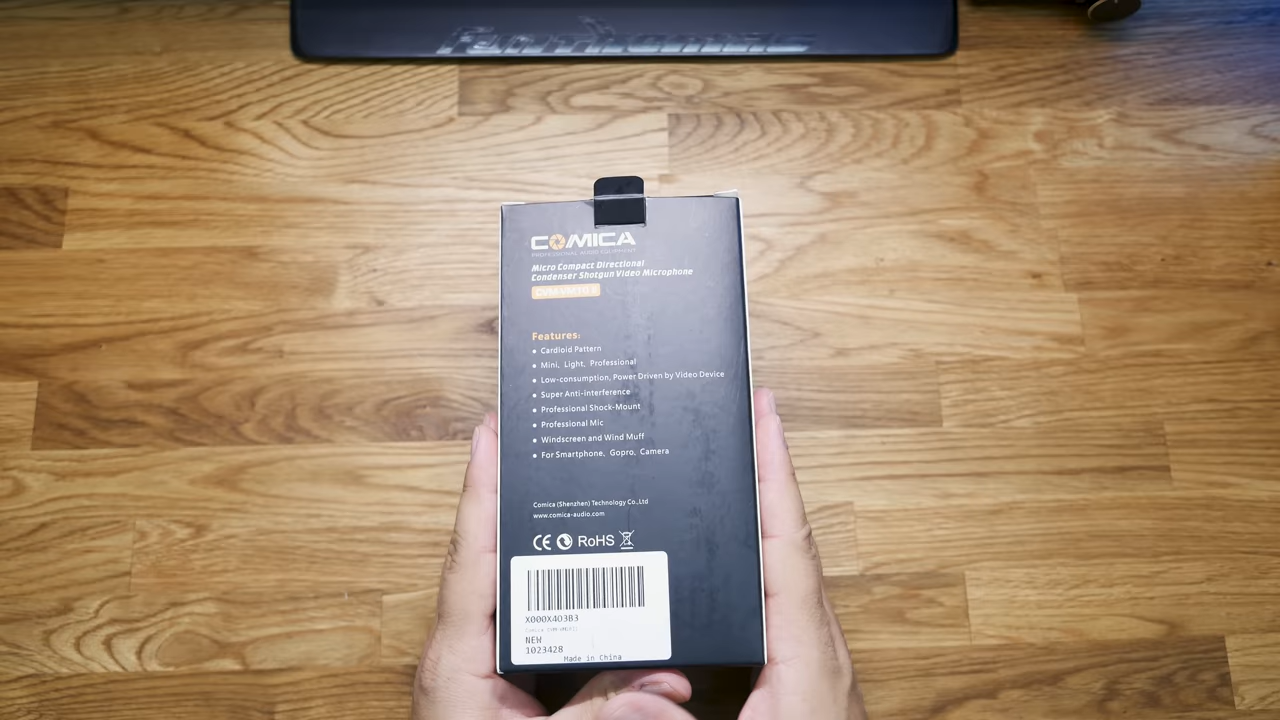 COMICA
PROFESSIONAL AUDIO EQUIPMENT
Micro Compact Directional
Condenser Shotgun Video Microphone
Features:
Cardioid Pattern
Mini, Light, Professional
Low-consumption, Power Driven by Video Device
Super Anti-interference
Professional Shock-Mount
Professional Mic
Windscreen and Wind Muff
For Smartphone, Gopro, Camera
Comica (Shenzhen) Technology Co.,Ltd
www.comica-audio.com
CE RoHS
X000X4O3B3
NEW
1023428
Made in China